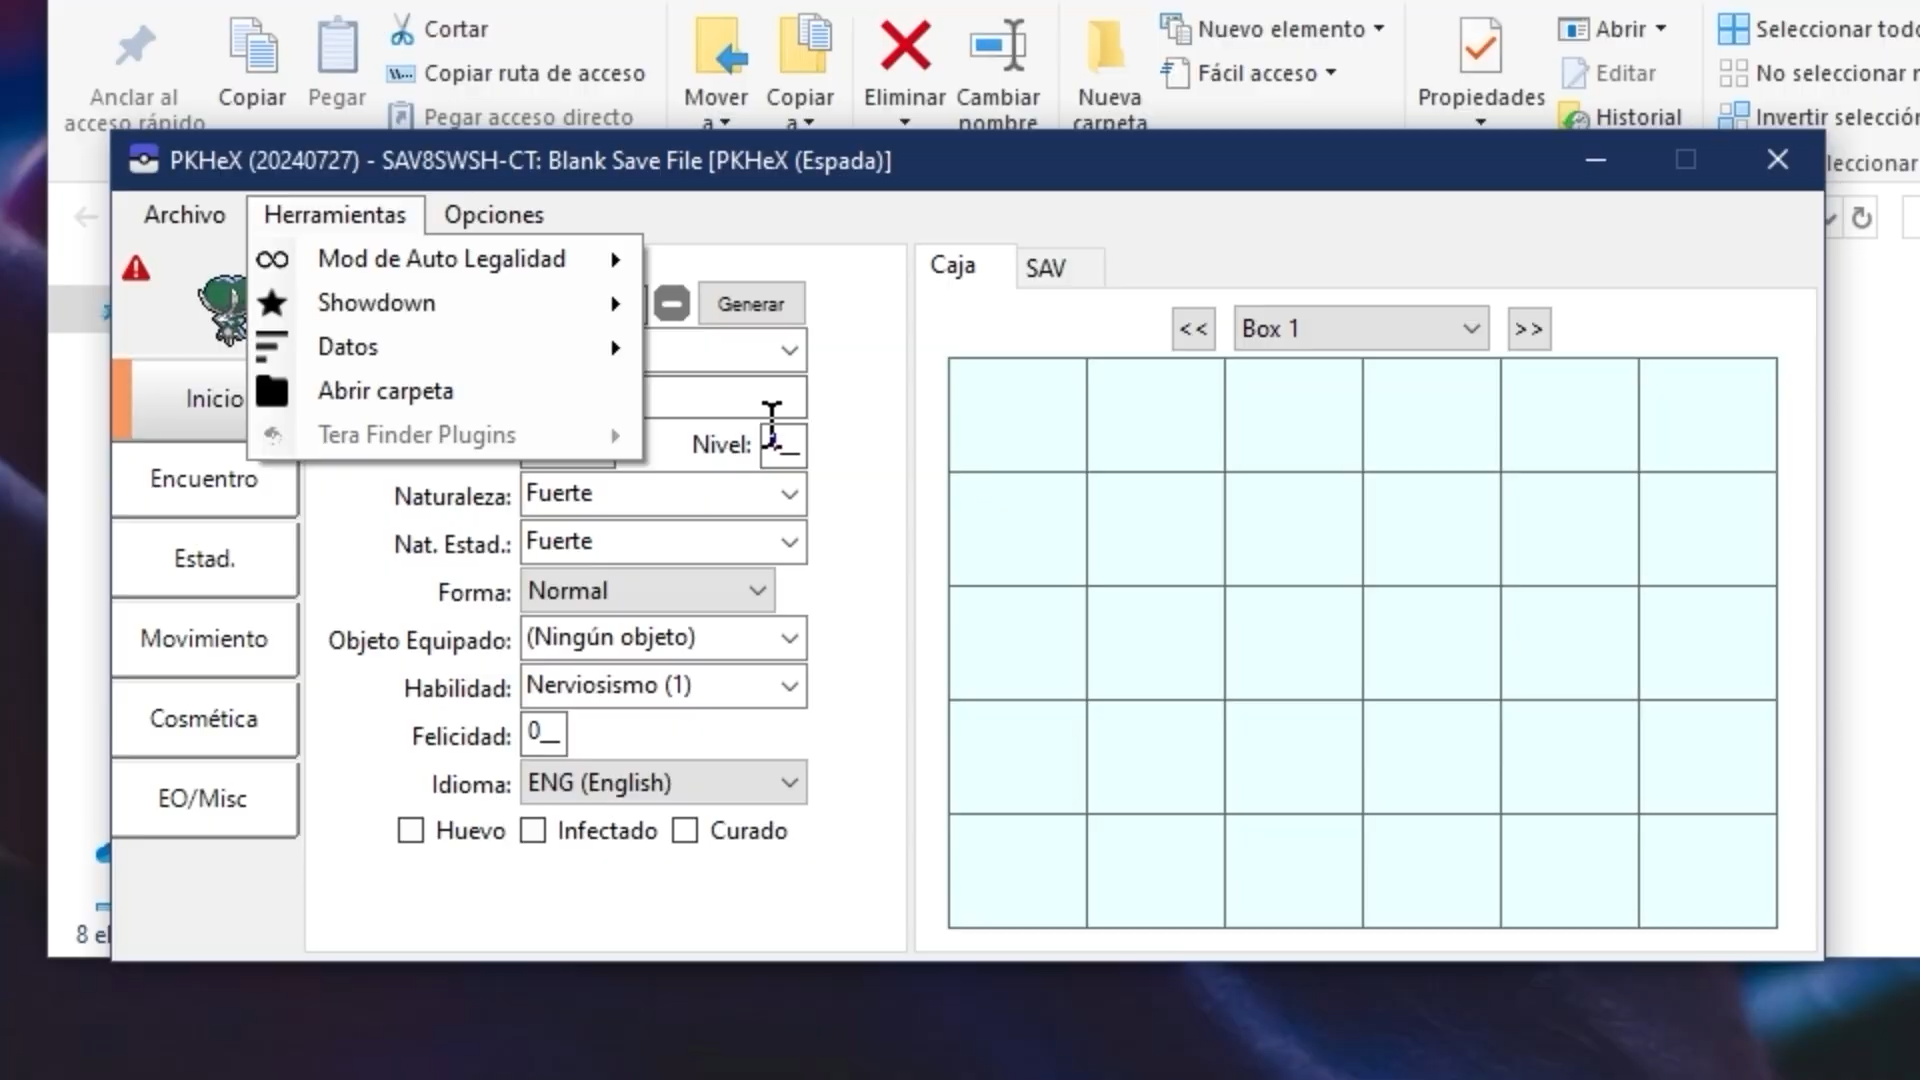 Anclar al
acceso rápido
Copiar
Pegar
Cortar
Copiar ruta de acceso
Pegar acceso directo
Mover
a
Copiar
a
Eliminar
Cambiar
nombre
Nueva
carpeta
Nuevo elemento
Fácil acceso
Propiedades
Abrir
Editar
Historial
Seleccionar todo
No seleccionar
Invertir selección
leccionar
PKHeX (20240727) - SAV8SWSH-CT: Blank Save File [PKHeX (Espada)]
Archivo Herramientas Opciones
Mod de Auto Legalidad
Showdown
Datos
Abrir carpeta
Tera Finder Plugins
Generar
Inicio
Encuentro
Estad.
Movimiento
Cosmética
EO/Misc
Nivel:
Naturaleza: Fuerte
Nat. Estad.: Fuerte
Forma: Normal
Objeto Equipado: (Ningún objeto)
Habilidad: Nerviosismo (1)
Felicidad: 0__
Idioma: ENG (English)
Huevo Infectado Curado
Caja SAV
<< Box 1 >>
8 el